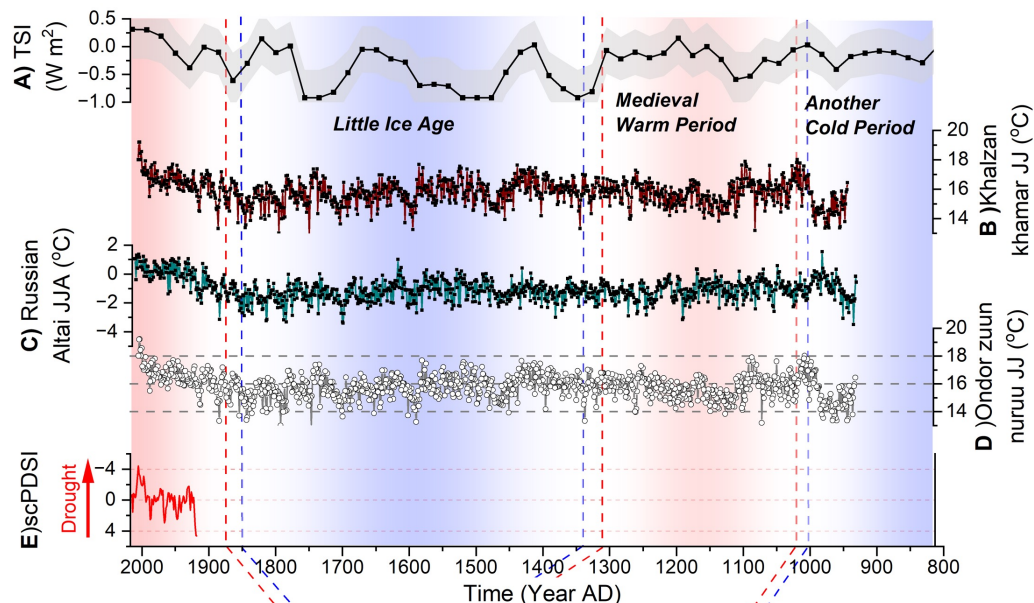 A) TSI
(W m²)
0.0
−0.5
−1.0
Little Ice Age
Medieval
Warm Period
Another
Cold Period
20
18
16
14
B )Khalzan
khamar JJ (ºC)
2
0
−2
−4
C) Russian
Altai JJA (ºC)
20
18
16
14
D )Ondor zuun
nuruu JJ (ºC)
E)scPDSI
Drought
−4
0
4
2000 1900 1800 1700 1600 1500 1400 1300 1200 1100 1000 900 800
Time (Year AD)